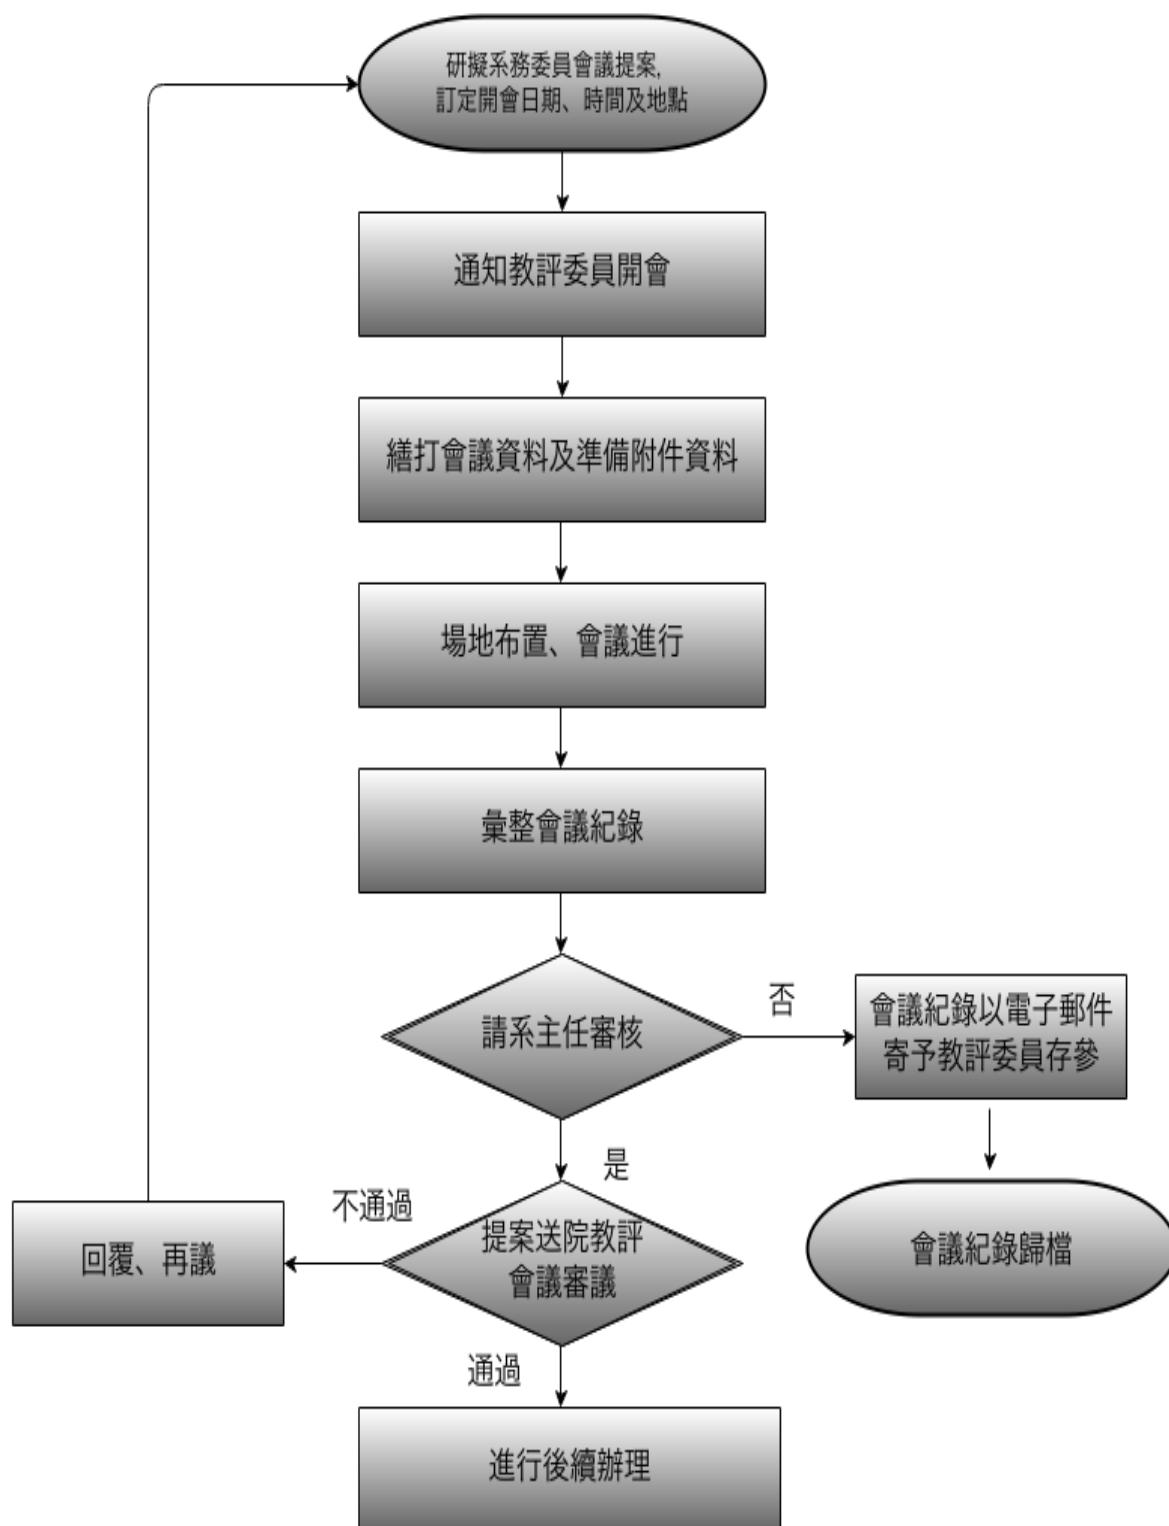 研擬系務委員會議提案,
訂定開會日期、時間及地點
通知教評委員開會
繕打會議資料及準備附件資料
場地布置、會議進行
彙整會議紀錄
請系主任審核
否
會議紀錄以電子郵件
寄予教評委員存參
是
不通過
提案送院教評
會議審議
回覆、再議
會議紀錄歸檔
通過
進行後續辦理